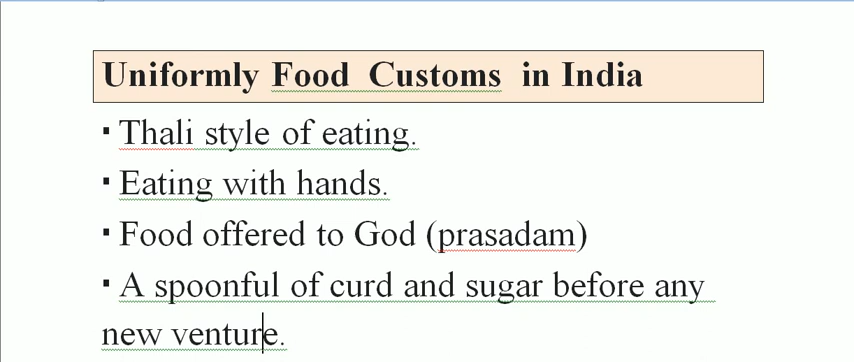 Uniformly Food Customs in India
▪ Thali style of eating.
▪ Eating with hands.
▪ Food offered to God (prasadam)
▪ A spoonful of curd and sugar before any
new venture.